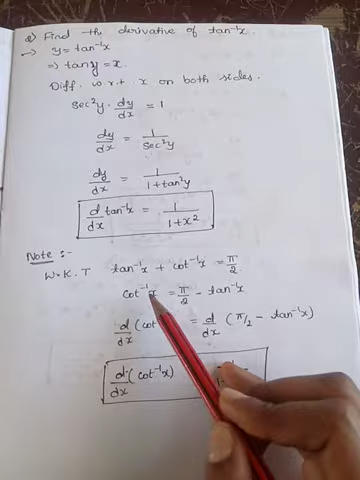 Q) Find the derivative of tan⁻¹x.
→ y = tan⁻¹x
⇒ tan y = x.
Diff w.r.t x on both sides.
sec²y · dy/dx = 1
dy/dx = 1/sec²y
dy/dx = 1/1+tan²y
d/dx tan⁻¹x = 1/1+x²
Note :-
W.K.T tan⁻¹x + cot⁻¹x = π/2
cot⁻¹x = π/2 - tan⁻¹x
d/dx (cot = d/dx (π/2 - tan⁻¹x)
d/dx (cot⁻¹x)